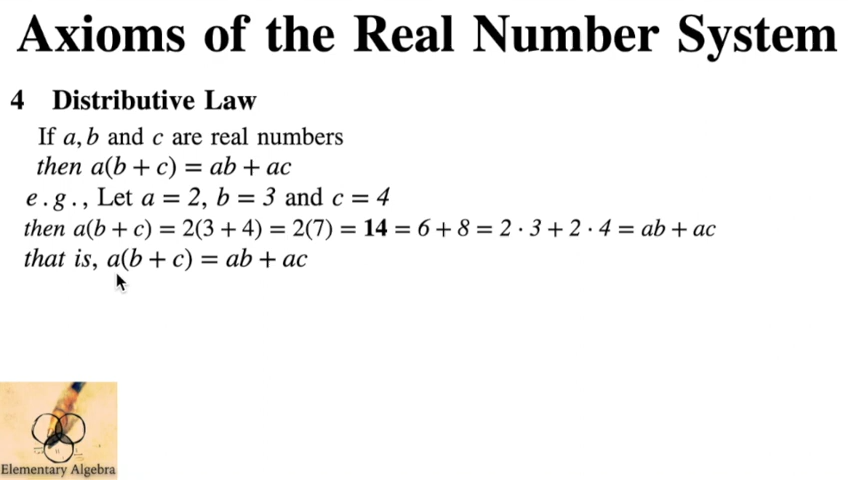 Axioms of the Real Number System
4 Distributive Law
If a, b and c are real numbers
then a(b + c) = ab + ac
e.g., Let a = 2, b = 3 and c = 4
then a(b + c) = 2(3 + 4) = 2(7) = 14 = 6 + 8 = 2 · 3 + 2 · 4 = ab + ac
that is, a(b + c) = ab + ac
Elementary Algebra